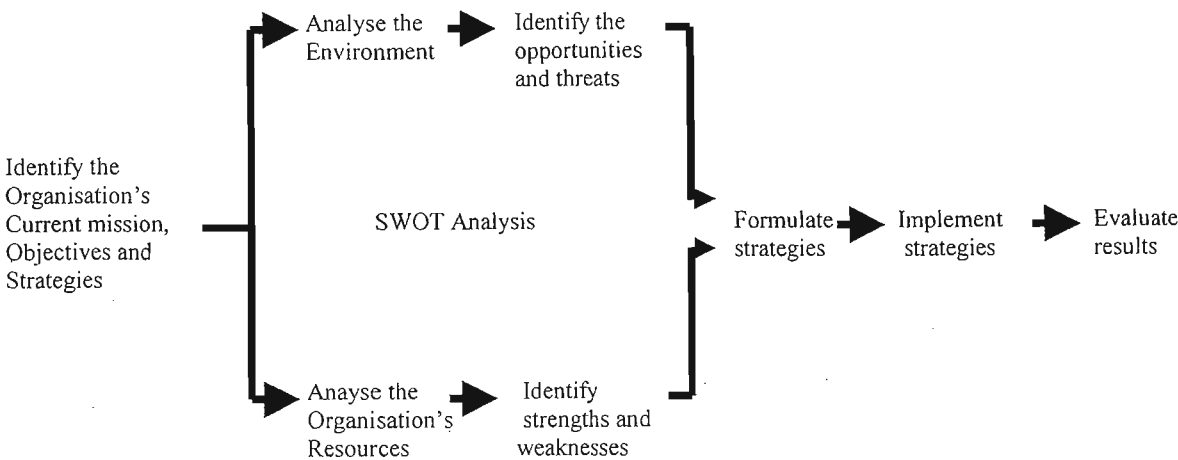 Identify the
Organisation's
Current mission,
Objectives and
Strategies
Analyse the
Environment
Identify the
opportunities
and threats
SWOT Analysis
Anayse the
Organisation's
Resources
Identify
strengths and
weaknesses
Formulate
strategies
Implement
strategies
Evaluate
results